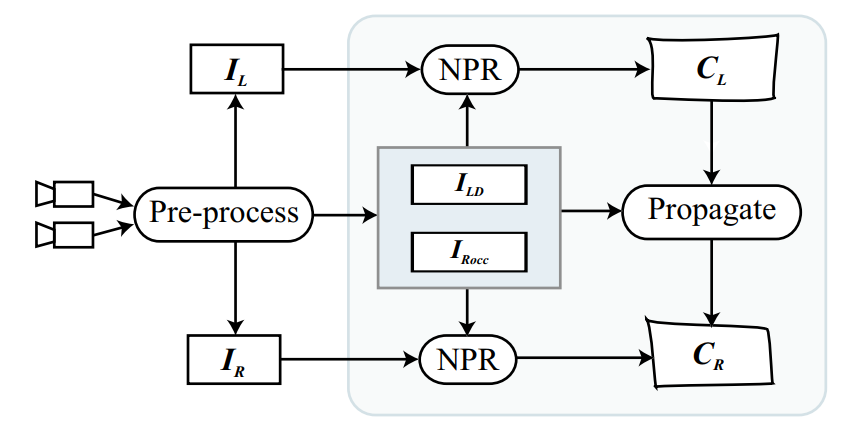 I_L
NPR
C_L
I_LD
Pre-process
Propagate
I_Rocc
I_R
NPR
C_R